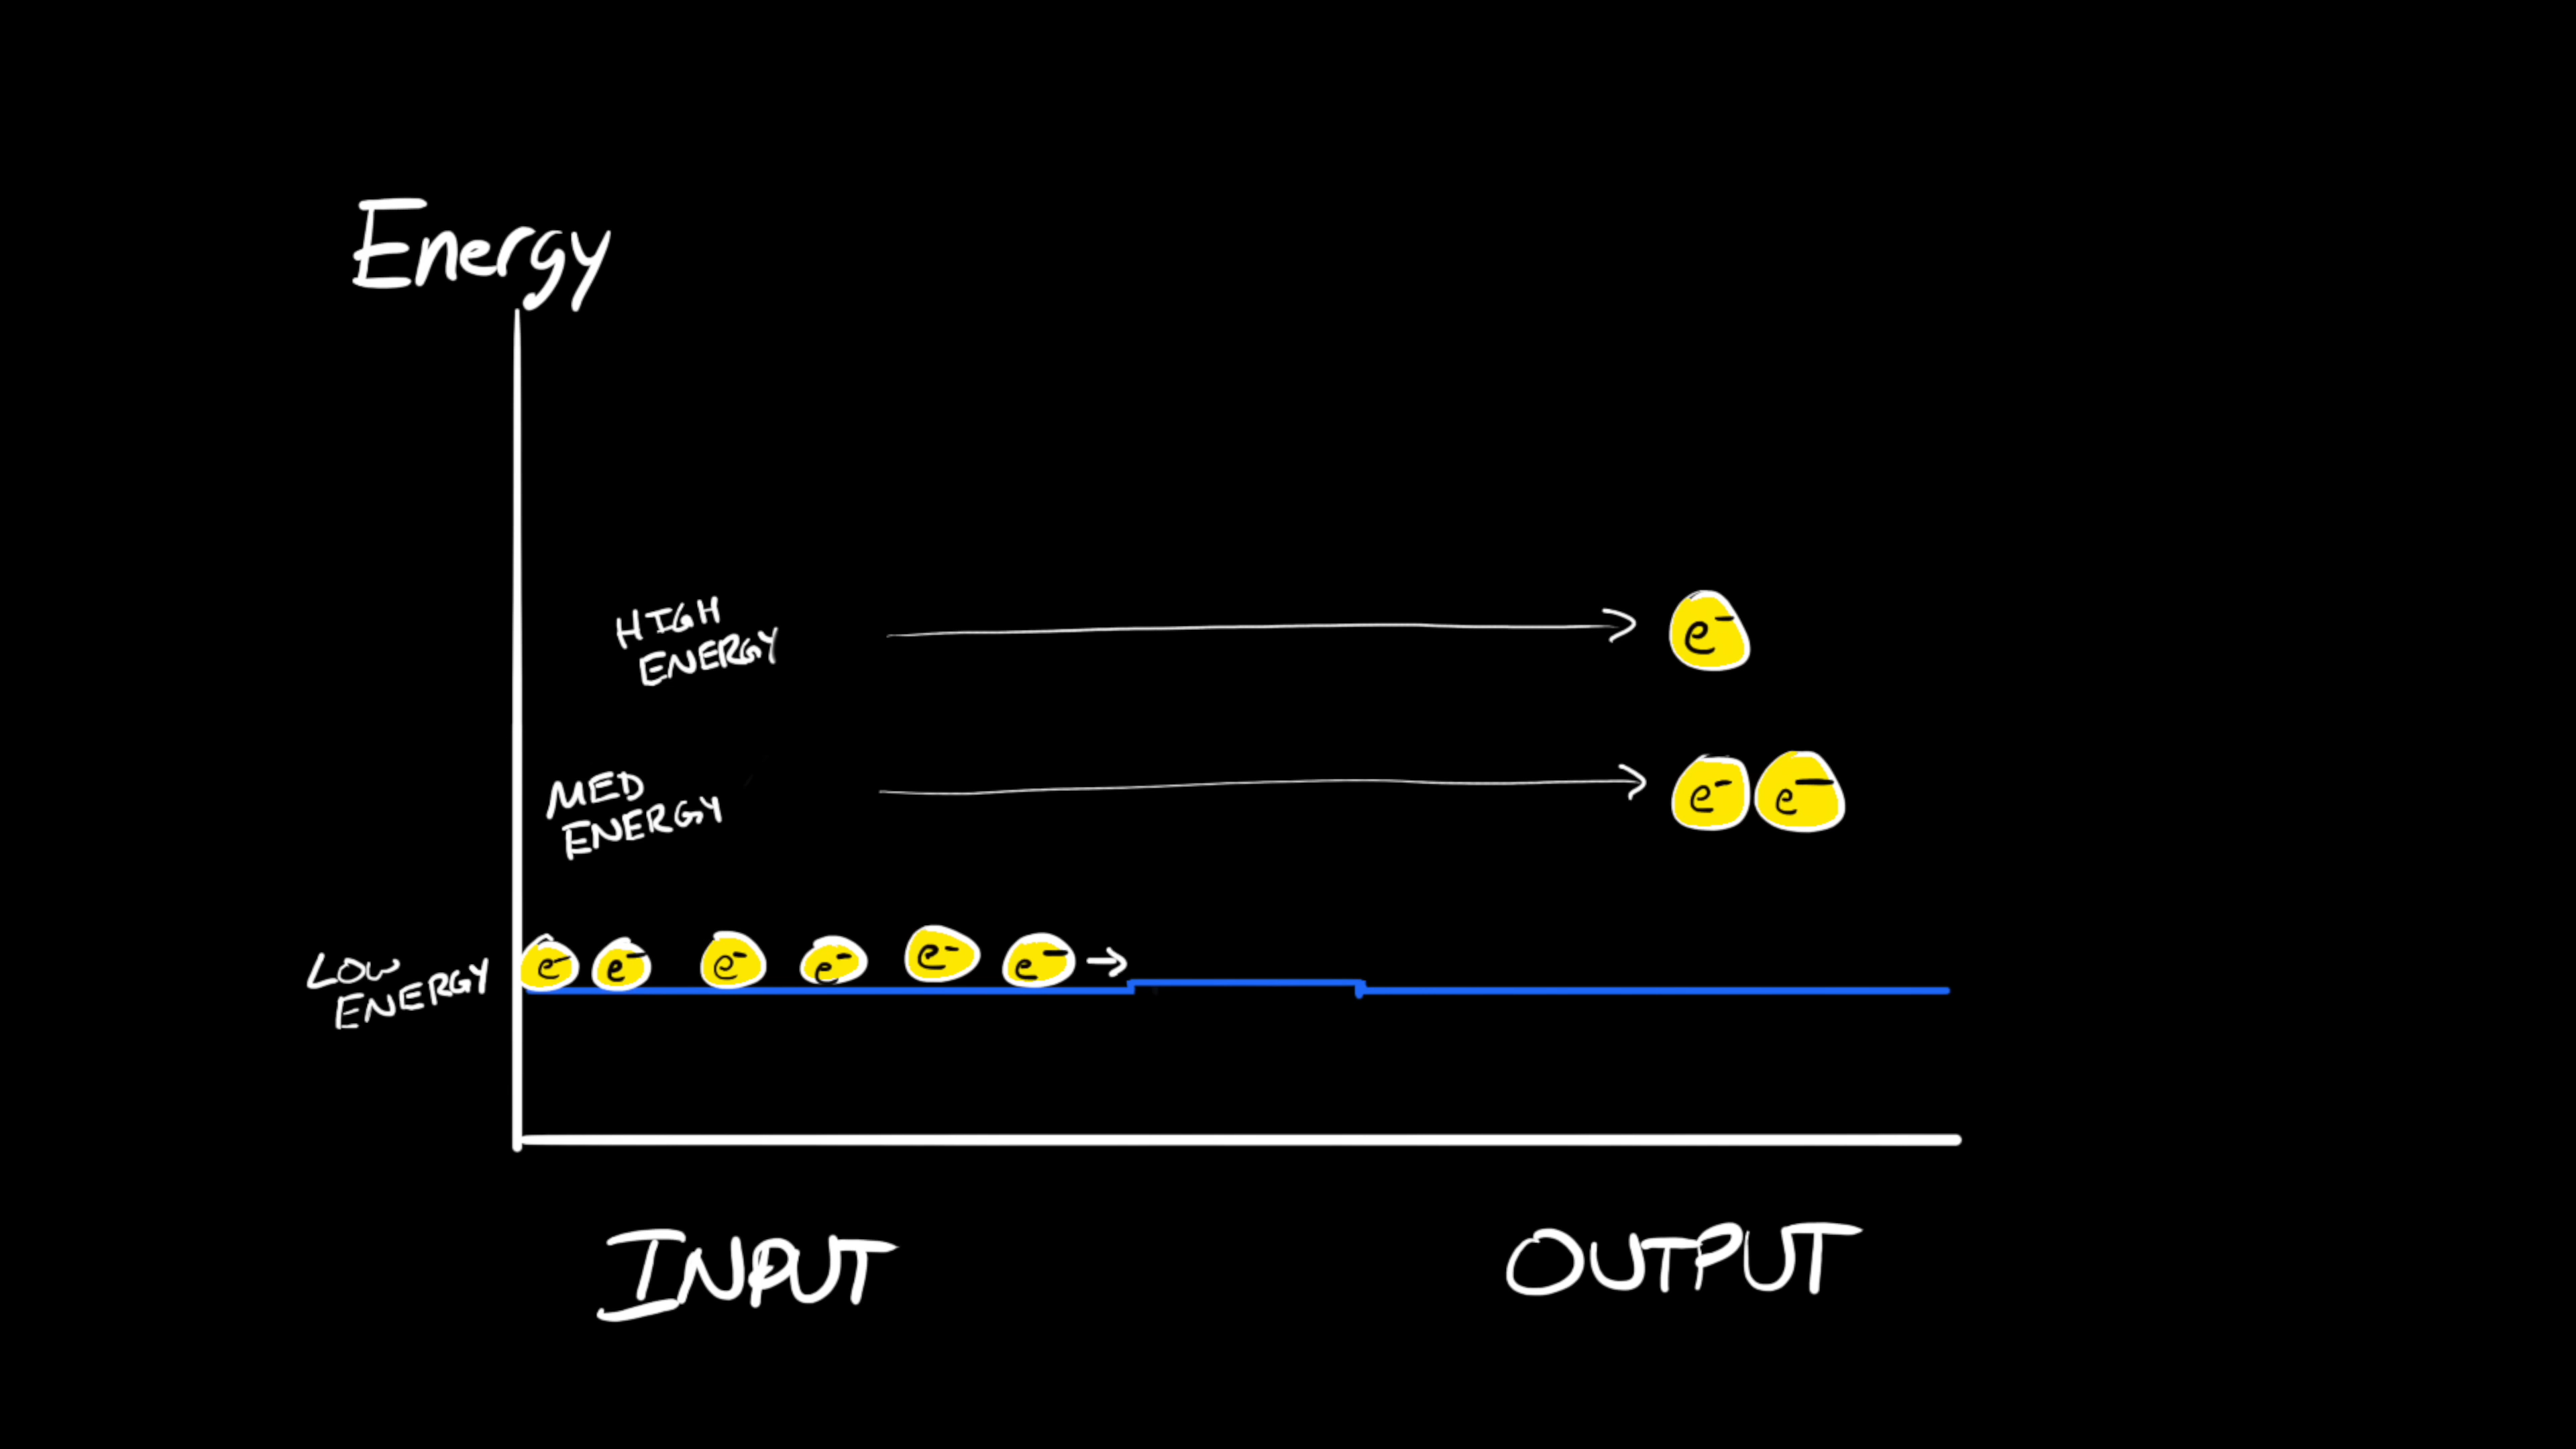 Energy
HIGH
ENERGY
e-
MED
ENERGY
e- e-
LOW
ENERGY
e- e- e- e- e- e-
INPUT
OUTPUT